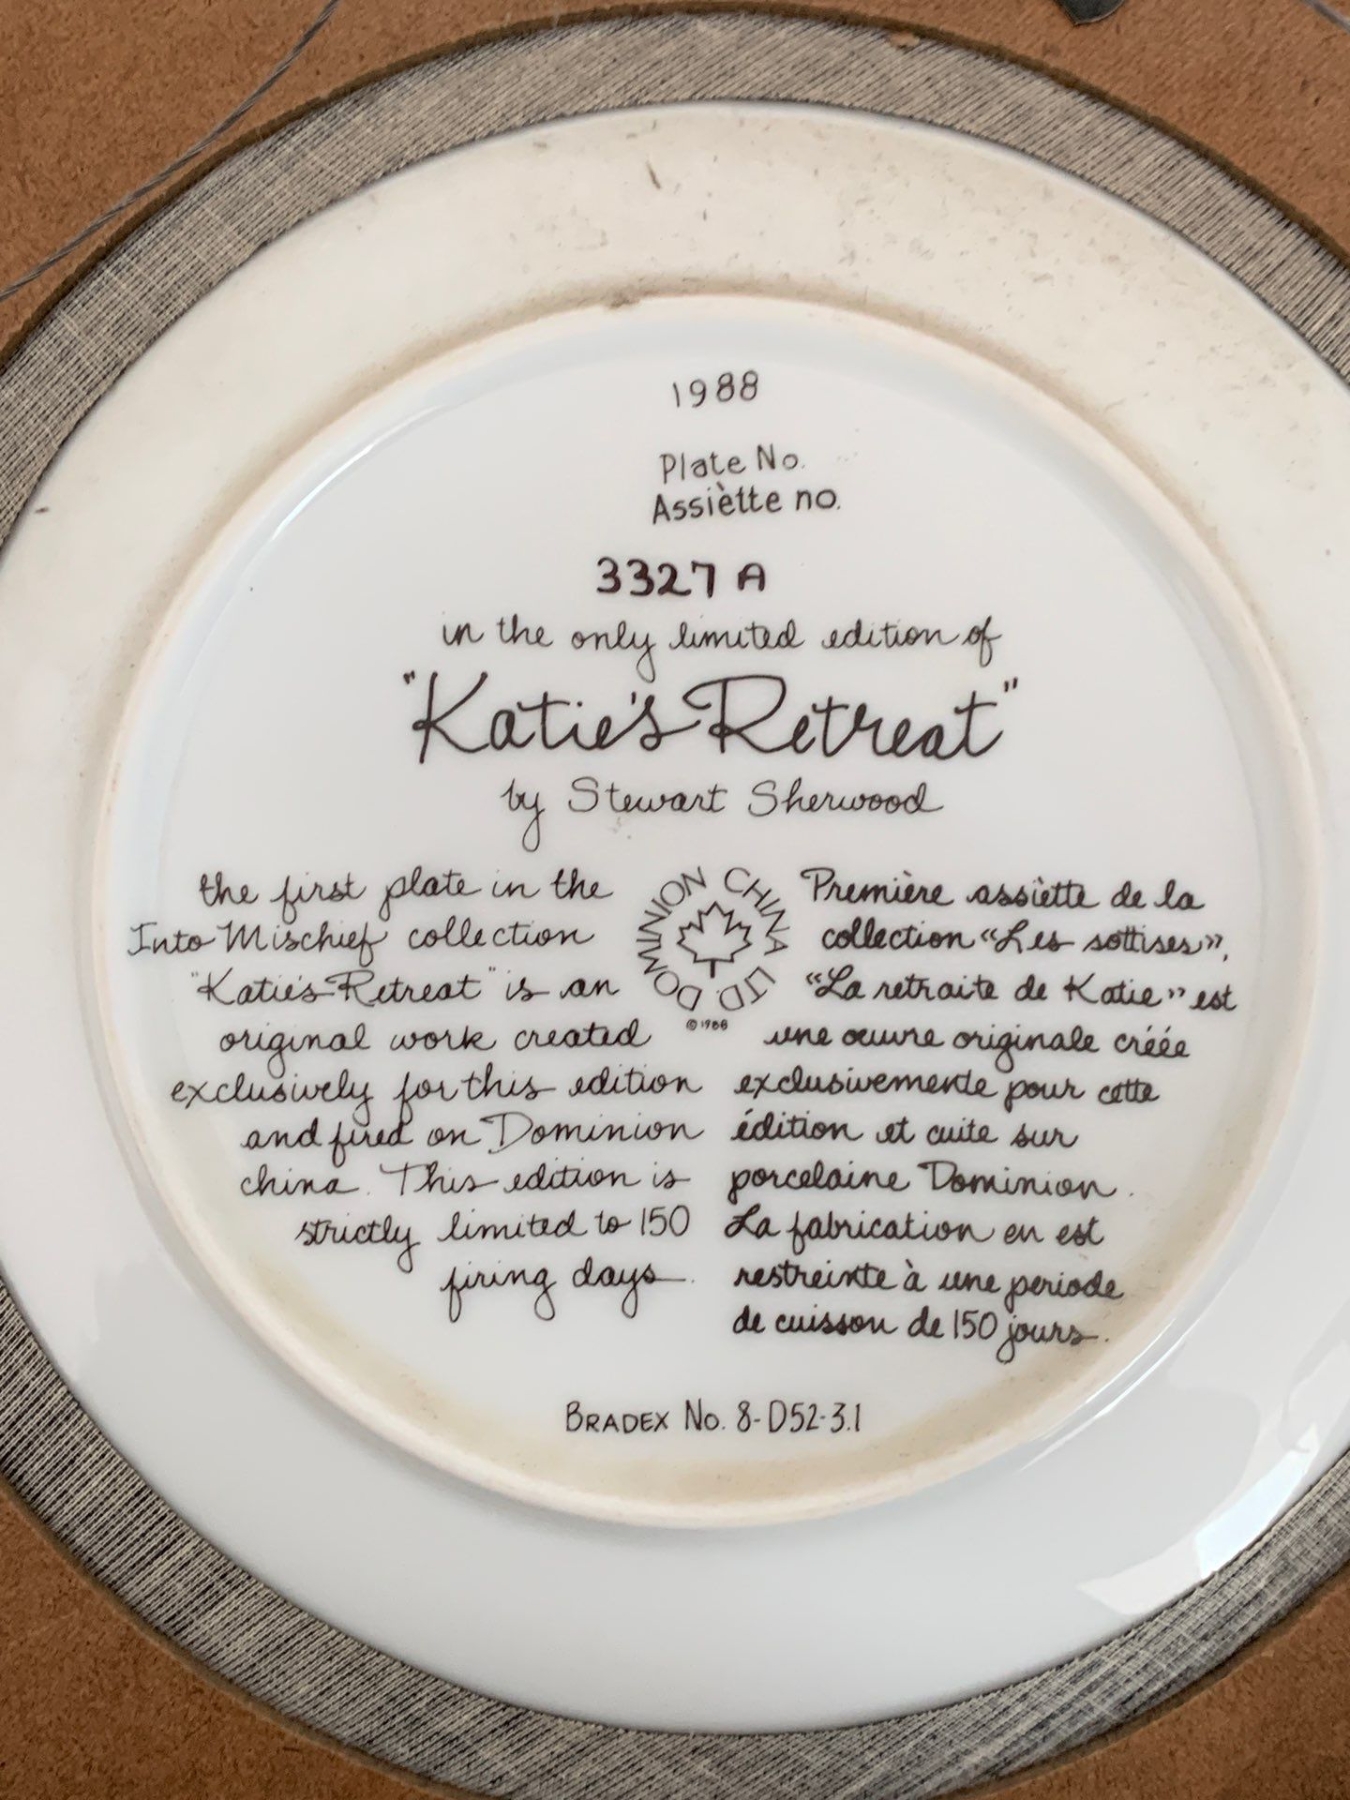 1988
Plate No.
Assiètte no.
3327 A
in the only limited edition of
"Katie's Retreat"
by Stewart Sherwood
the first plate in the
Into Mischief collection
"Katie's Retreat" is an
original work created
exclusively for this edition
and fired on Dominion
china. This edition is
strictly limited to 150
firing days.
DOMINION CHINA LTD.
©1988
Première assiètte de la
collection «Les sottises»,
«La retraite de Katie» est
une œuvre originale créée
exclusivemente pour cette
édition et cuite sur
porcelaine Dominion.
La fabrication en est
restreinte à une periode
de cuisson de 150 jours.
BRADEX No. 8-D52-3.1